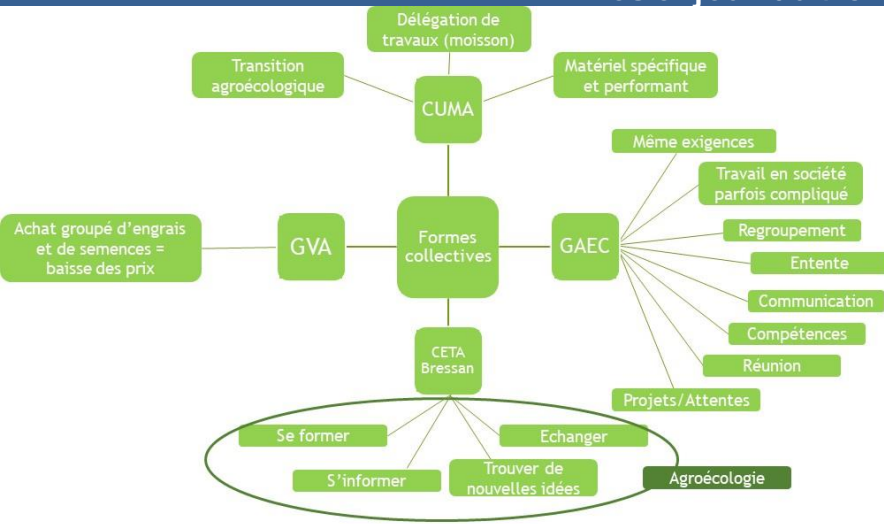 Délégation de
travaux (moisson)
Transition
agroécologique
Matériel spécifique
et performant
CUMA
Même exigences
Travail en société
parfois compliqué
Achat groupé d'engrais
et de semences =
baisse des prix
GVA
Formes
collectives
GAEC
Regroupement
Entente
Communication
Compétences
Réunion
Projets/Attentes
CETA
Bressan
Se former
Echanger
S'informer
Trouver de
nouvelles idées
Agroécologie